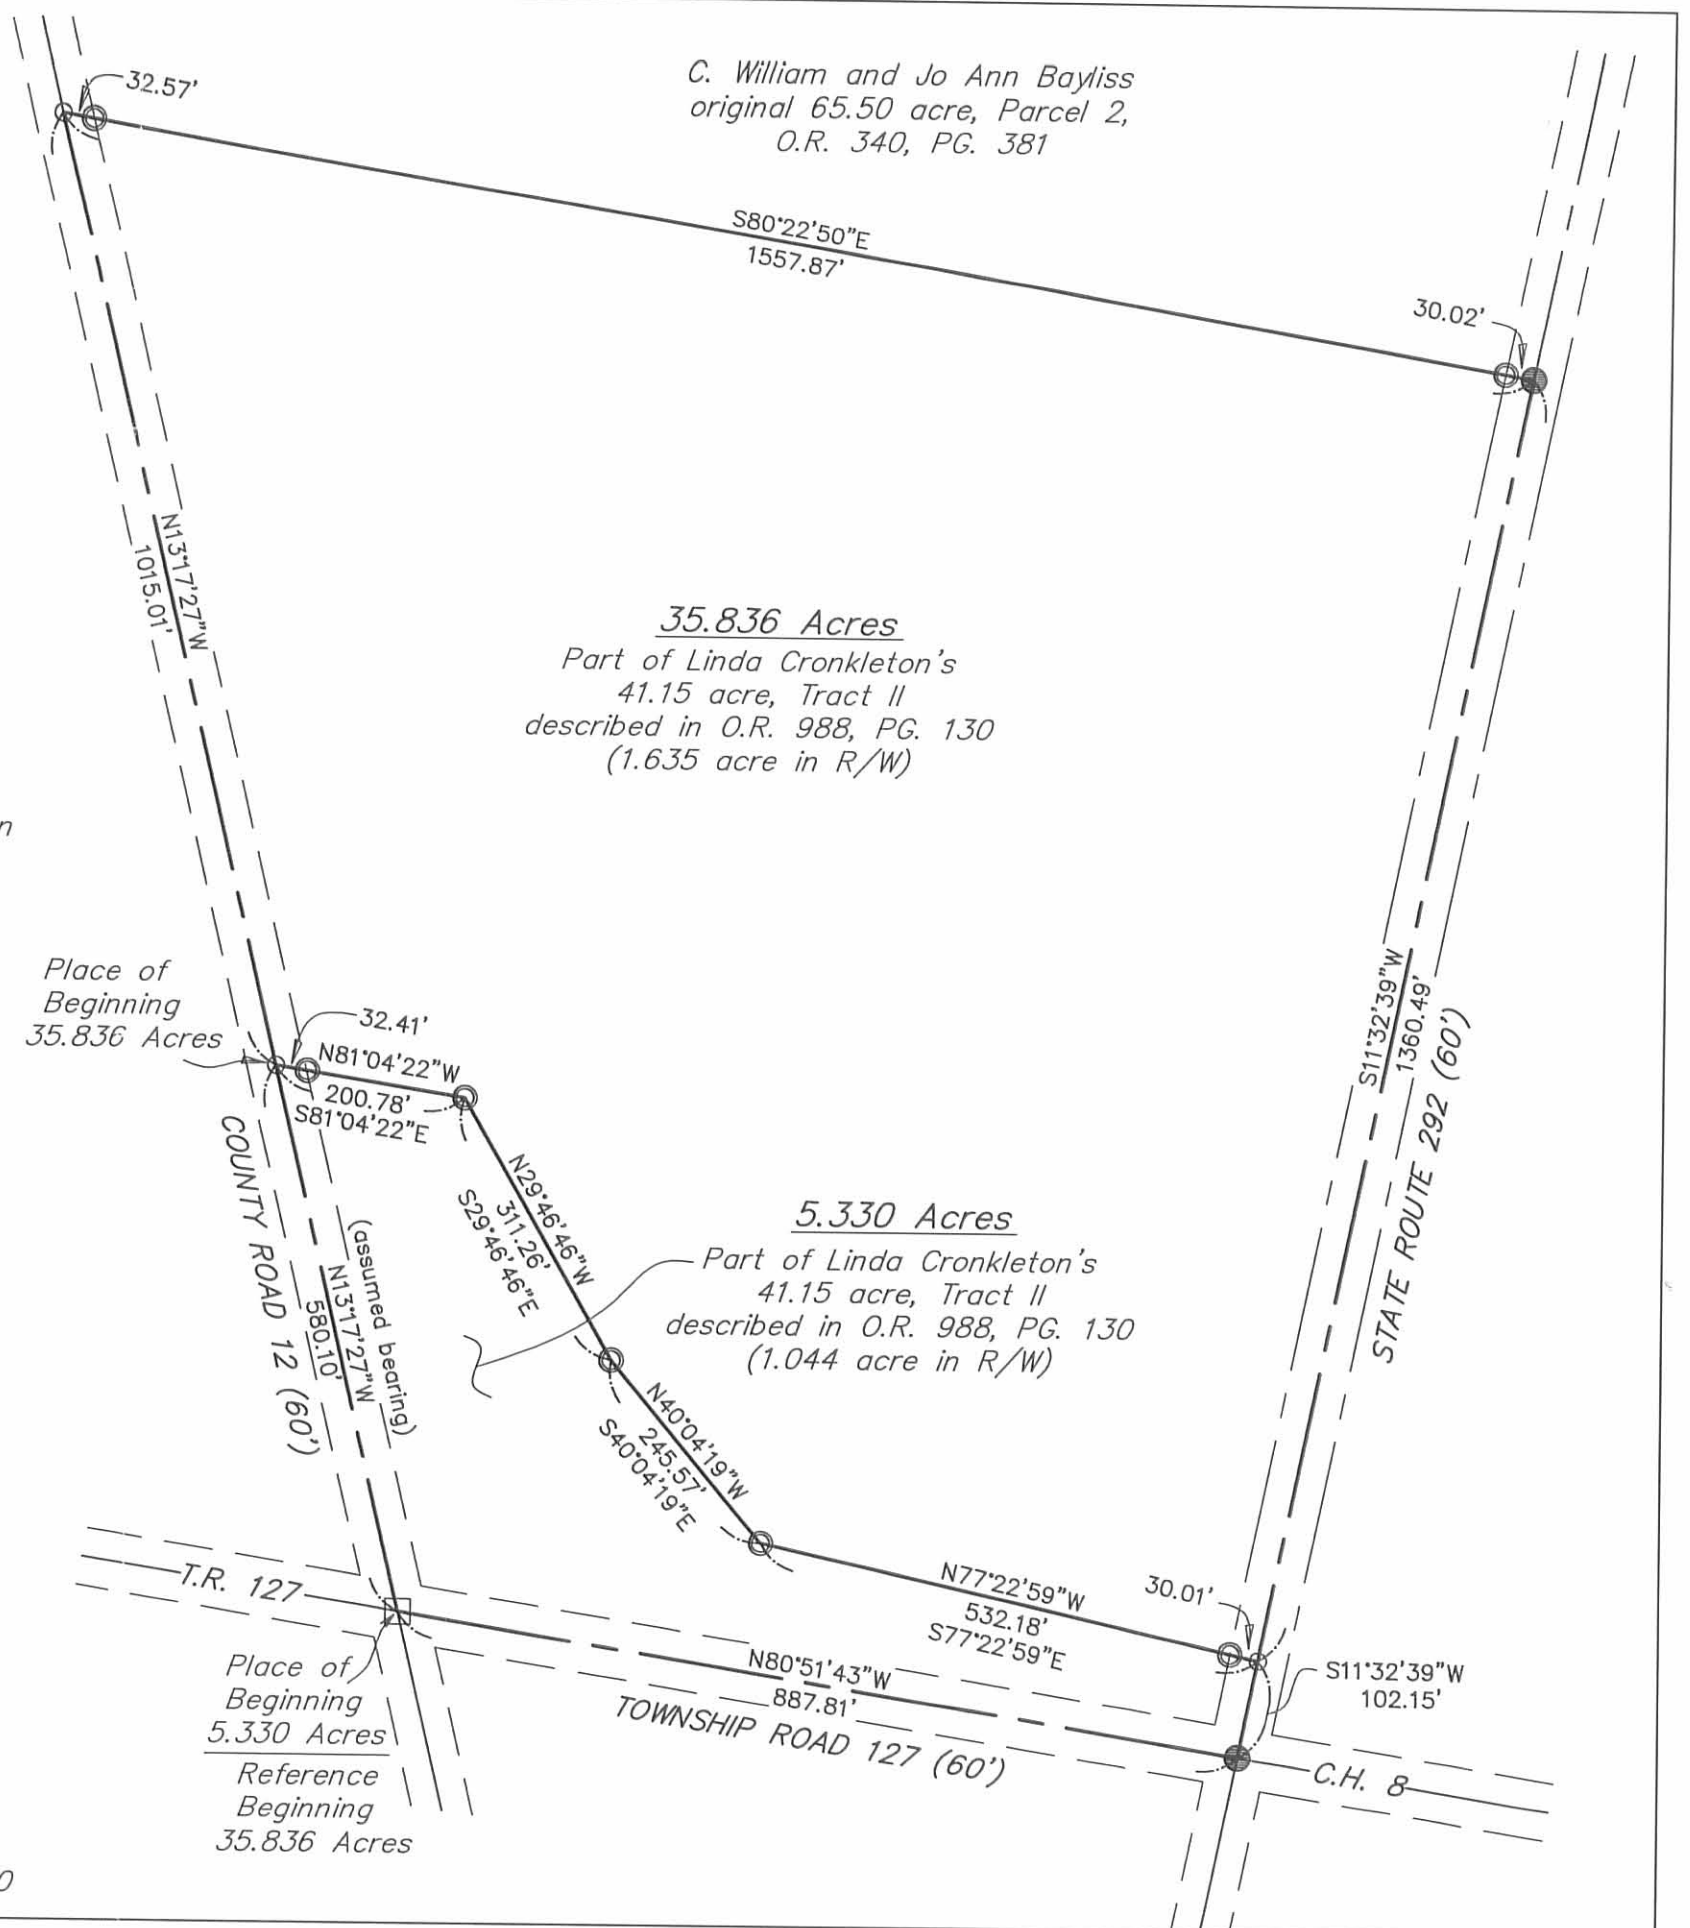 32.57'
C. William and Jo Ann Bayliss
original 65.50 acre, Parcel 2,
O.R. 340, PG. 381
S80°22'50"E
1557.87'
30.02'
N13°17'27"W
1015.01'
35.836 Acres
Part of Linda Cronkleton's
41.15 acre, Tract II
described in O.R. 988, PG. 130
(1.635 acre in R/W)
n
Place of
Beginning
35.836 Acres
32.41'
N81°04'22"W
200.78'
S81°04'22"E
S11°32'39"W
1360.49'
STATE ROUTE 292 (60')
COUNTY ROAD 12 (60')
(assumed bearing)
N13°17'27"W
580.10'
N29°46'46"W
311.26'
S29°46'46"E
5.330 Acres
Part of Linda Cronkleton's
41.15 acre, Tract II
described in O.R. 988, PG. 130
(1.044 acre in R/W)
N40°04'19"W
245.57'
S40°04'19"E
N77°22'59"W
532.18'
S77°22'59"E
30.01'
S11°32'39"W
102.15'
T.R. 127
N80°51'43"W
887.81'
TOWNSHIP ROAD 127 (60')
C.H. 8
Place of
Beginning
5.330 Acres
Reference
Beginning
35.836 Acres